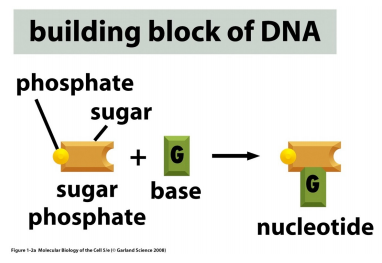 building block of DNA
phosphate
sugar
+
G
sugar
phosphate
base
G
nucleotide
Figure 1-2a Molecular Biology of the Cell 5/e (© Garland Science 2008)